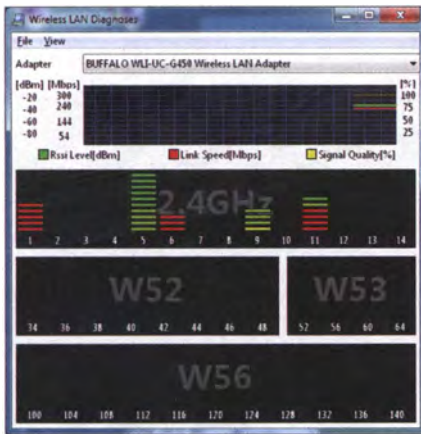 Wireless LAN Diagnoses
File View
Adapter BUFFALO WLI-UC-G450 Wireless LAN Adapter
[dBm] [Mbps] [%]
-20 300 100
-40 240 75
-60 144 50
-80 54 25
Rssi Level[dBm] Link Speed[Mbps] Signal Quality[%]
2.4GHz
1 2 3 4 5 6 7 8 9 10 11 12 13 14
W52 W53
34 36 38 40 42 44 46 48 52 56 60 64
W56
100 104 108 112 116 120 124 128 132 136 140